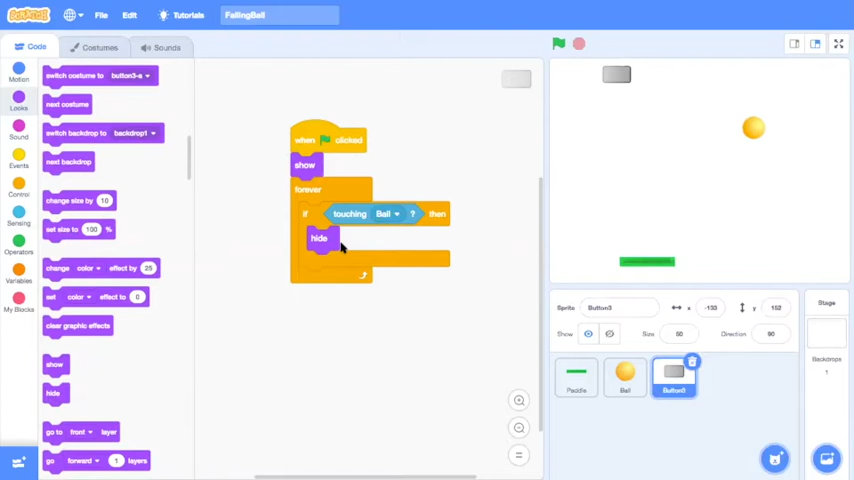 SCRATCH
File
Edit
Tutorials
FallingBall
Code
Costumes
Sounds
Motion
Looks
Sound
Events
Control
Sensing
Operators
Variables
My Blocks
switch costume to button3-a
next costume
switch backdrop to backdrop1
next backdrop
change size by 10
set size to 100 %
change color effect by 25
set color effect to 0
clear graphic effects
show
hide
go to front layer
go forward 1 layers
when clicked
show
forever
if touching Ball ? then
hide
Sprite Button3 x -133 y 152
Show Size 50 Direction 90
Paddle
Ball
Button3
Stage
Backdrops
1